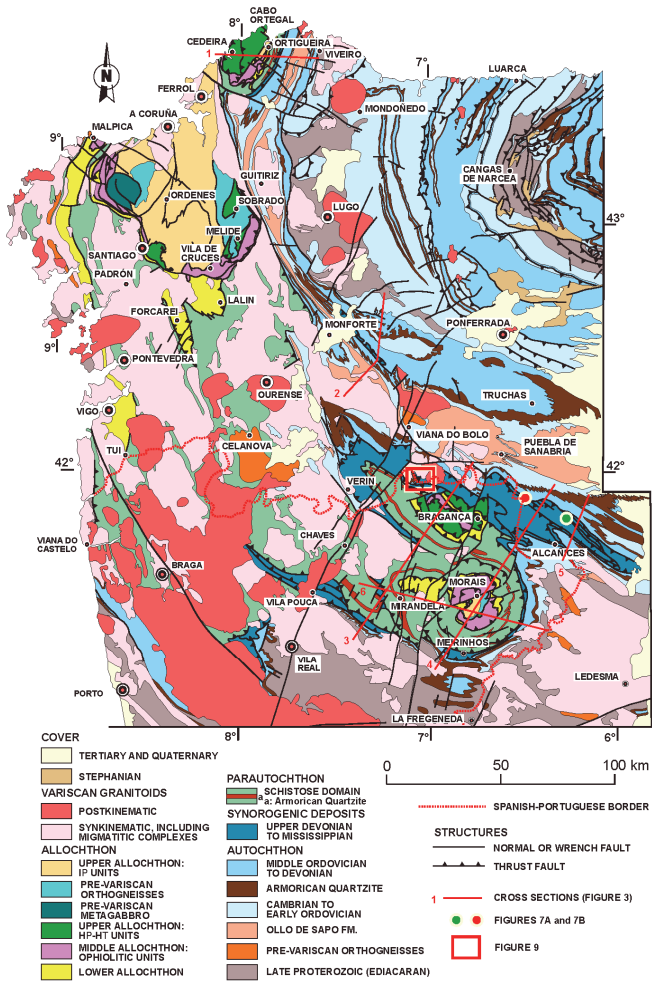 CABO
ORTEGAL
8°
CEDEIRA
ORTIGUEIRA
1
VIVEIRO
7°
LUARCA
N
FERROL
MONDOÑEDO
A CORUÑA
MALPICA
9°
CANGAS
DE NARCEA
GUITIRIZ
ORDENES
SOBRADO
LUGO
43°
MELIDE
SANTIAGO
VILA DE
CRUCES
PADRÓN
LALIN
FORCAREI
MONFORTE
PONFERRADA
9°
PONTEVEDRA
2
OURENSE
TRUCHAS
VIGO
VIANA DO BOLO
CELANOVA
PUEBLA DE
SANABRIA
TUI
42°
42°
VERIN
BRAGANÇA
CHAVES
VIANA DO
CASTELO
ALCAÑICES
BRAGA
5
MORAIS
6
VILA POUCA
MIRANDELA
3
MEIRINHOS
4
VILA
REAL
LEDESMA
PORTO
LA FREGENEDA
8°
7°
6°
COVER
TERTIARY AND QUATERNARY
STEPHANIAN
VARISCAN GRANITOIDS
POSTKINEMATIC
SYNKINEMATIC, INCLUDING
MIGMATITIC COMPLEXES
ALLOCHTHON
UPPER ALLOCHTHON:
IP UNITS
PRE-VARISCAN
ORTHOGNEISSES
PRE-VARISCAN
METAGABBRO
UPPER ALLOCHTHON:
HP-HT UNITS
MIDDLE ALLOCHTHON:
OPHIOLITIC UNITS
LOWER ALLOCHTHON
PARAUTOCHTHON
SCHISTOSE DOMAIN
a a: Armorican Quartzite
SYNOROGENIC DEPOSITS
UPPER DEVONIAN
TO MISSISSIPPIAN
AUTOCHTHON
MIDDLE ORDOVICIAN
TO DEVONIAN
ARMORICAN QUARTZITE
CAMBRIAN TO
EARLY ORDOVICIAN
OLLO DE SAPO FM.
PRE-VARISCAN ORTHOGNEISSES
LATE PROTEROZOIC (EDIACARAN)
0 50 100 km
SPANISH-PORTUGUESE BORDER
STRUCTURES
NORMAL OR WRENCH FAULT
THRUST FAULT
1 CROSS SECTIONS (FIGURE 3)
FIGURES 7A and 7B
FIGURE 9